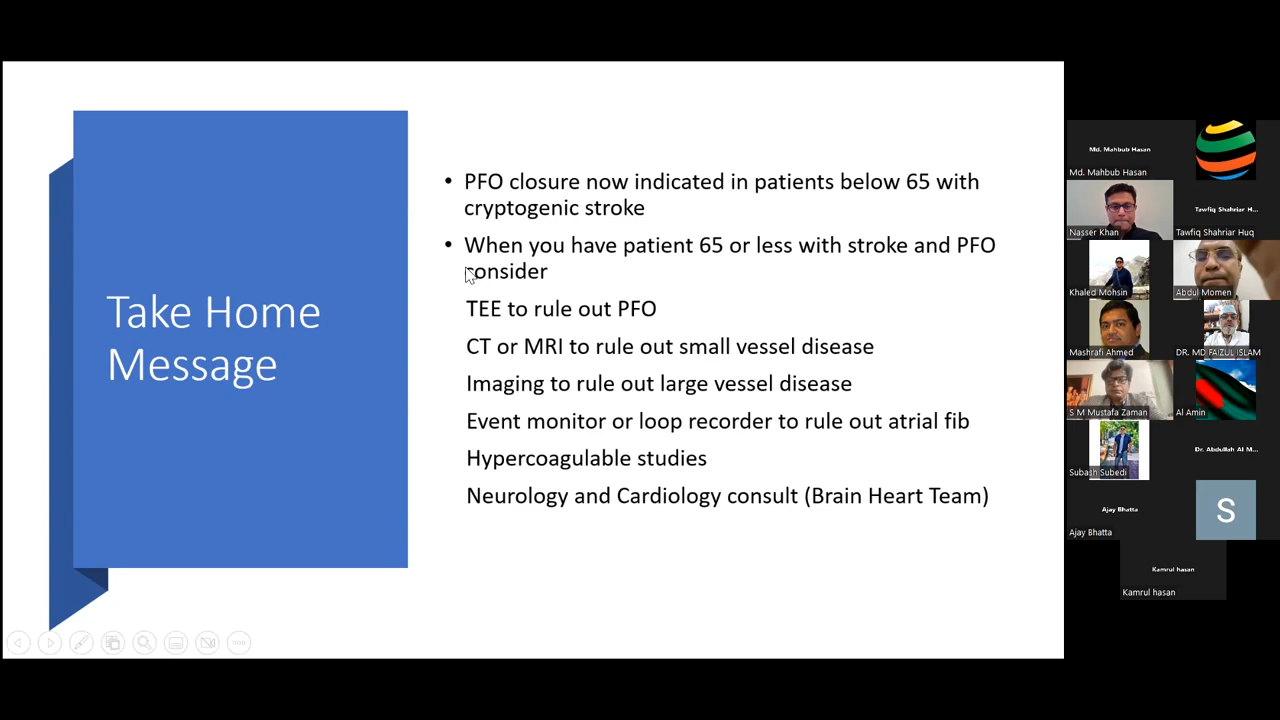 Take Home
Message
• PFO closure now indicated in patients below 65 with
cryptogenic stroke
• When you have patient 65 or less with stroke and PFO
consider
TEE to rule out PFO
CT or MRI to rule out small vessel disease
Imaging to rule out large vessel disease
Event monitor or loop recorder to rule out atrial fib
Hypercoagulable studies
Neurology and Cardiology consult (Brain Heart Team)
Md. Mahbub Hasan
Md. Mahbub Hasan
Nasser Khan
Tawfiq Shahriar H...
Tawfiq Shahriar Huq
Khaled Mohsin
Abdul Momen
Mashrafi Ahmed
DR. MD FAIZUL ISLAM
S M Mustafa Zaman
Al Amin
Subash Subedi
Dr. Abdullah Al M...
Ajay Bhatta
Ajay Bhatta
S
Kamrul hasan
Kamrul hasan